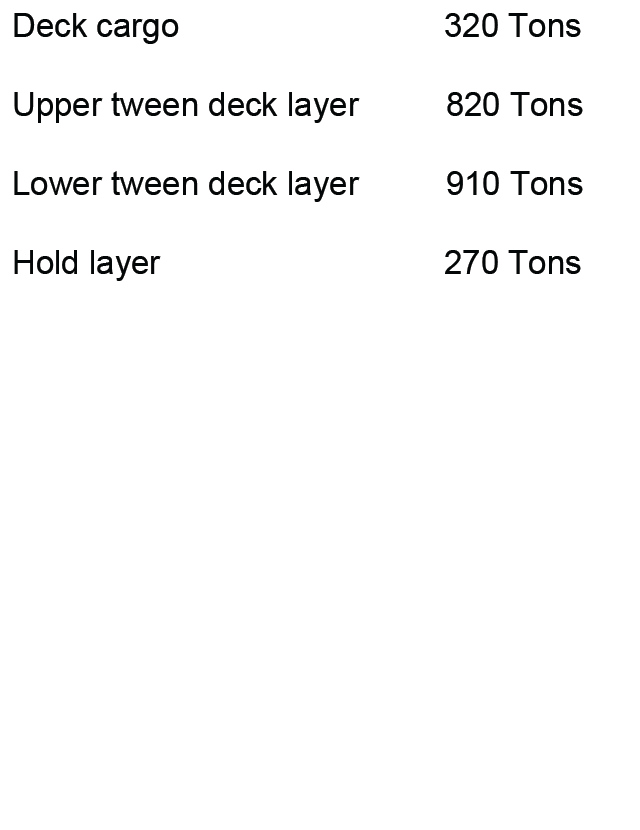 Deck cargo 320 Tons
Upper tween deck layer 820 Tons
Lower tween deck layer 910 Tons
Hold layer 270 Tons